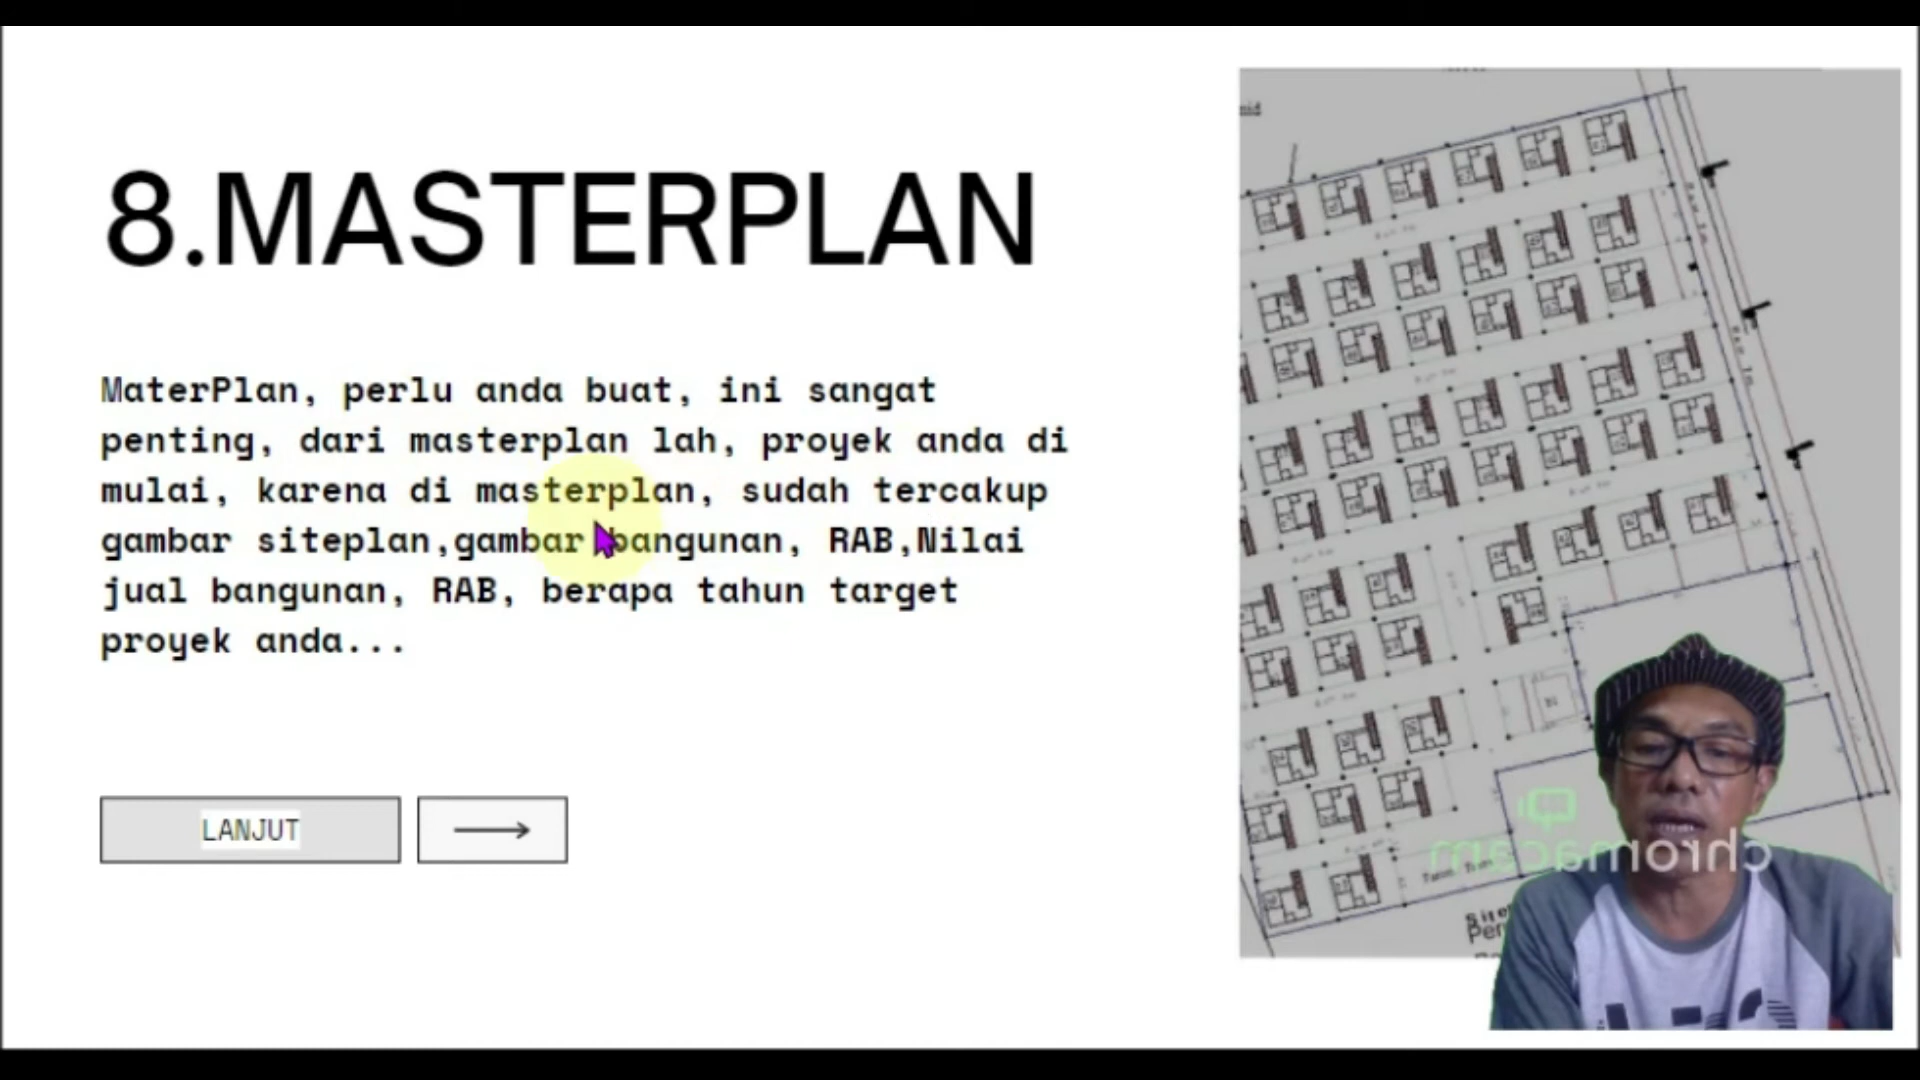 8.MASTERPLAN
MaterPlan, perlu anda buat, ini sangat
penting, dari masterplan lah, proyek anda di
mulai, karena di masterplan, sudah tercakup
gambar siteplan,gambar bangunan, RAB,Nilai
jual bangunan, RAB, berapa tahun target
proyek anda...
LANJUT
chromacam